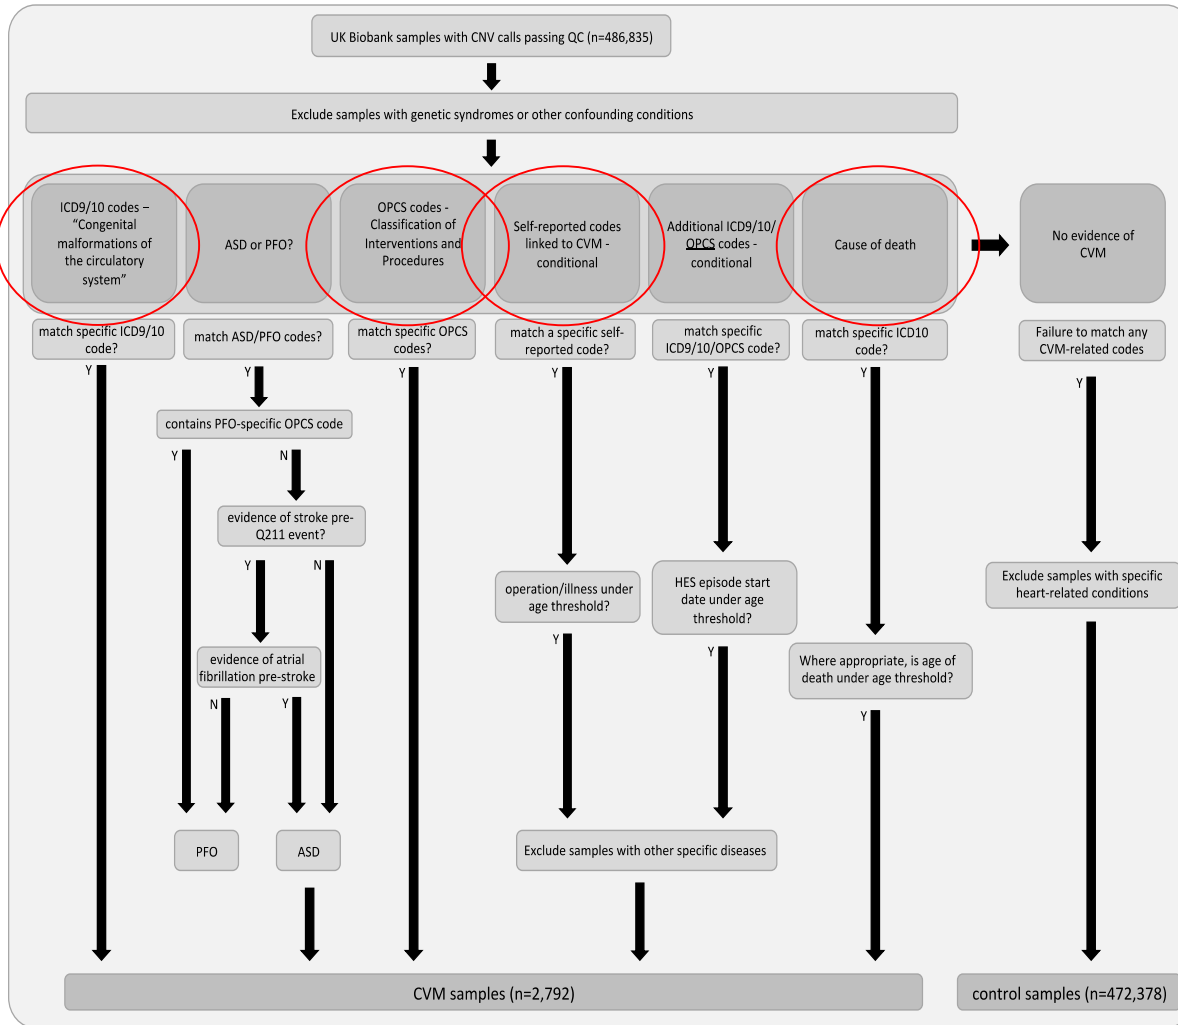 UK Biobank samples with CNV calls passing QC (n=486,835)
Exclude samples with genetic syndromes or other confounding conditions
ICD9/10 codes –
“Congenital
malformations of
the circulatory
system”
ASD or PFO?
OPCS codes -
Classification of
Interventions and
Procedures
Self-reported codes
linked to CVM -
conditional
Additional ICD9/10/
OPCS codes -
conditional
Cause of death
No evidence of
CVM
match specific ICD9/10
code?
match ASD/PFO codes?
match specific OPCS
codes?
match a specific self-
reported code?
match specific
ICD9/10/OPCS code?
match specific ICD10
code?
Failure to match any
CVM-related codes
Y
Y
Y
Y
Y
Y
Y
contains PFO-specific OPCS code
Y
N
evidence of stroke pre-
Q211 event?
Y
N
operation/illness under
age threshold?
HES episode start
date under age
threshold?
Exclude samples with specific
heart-related conditions
Y
Y
evidence of atrial
fibrillation pre-stroke
Where appropriate, is age of
death under age threshold?
N
Y
Y
PFO
ASD
Exclude samples with other specific diseases
CVM samples (n=2,792)
control samples (n=472,378)